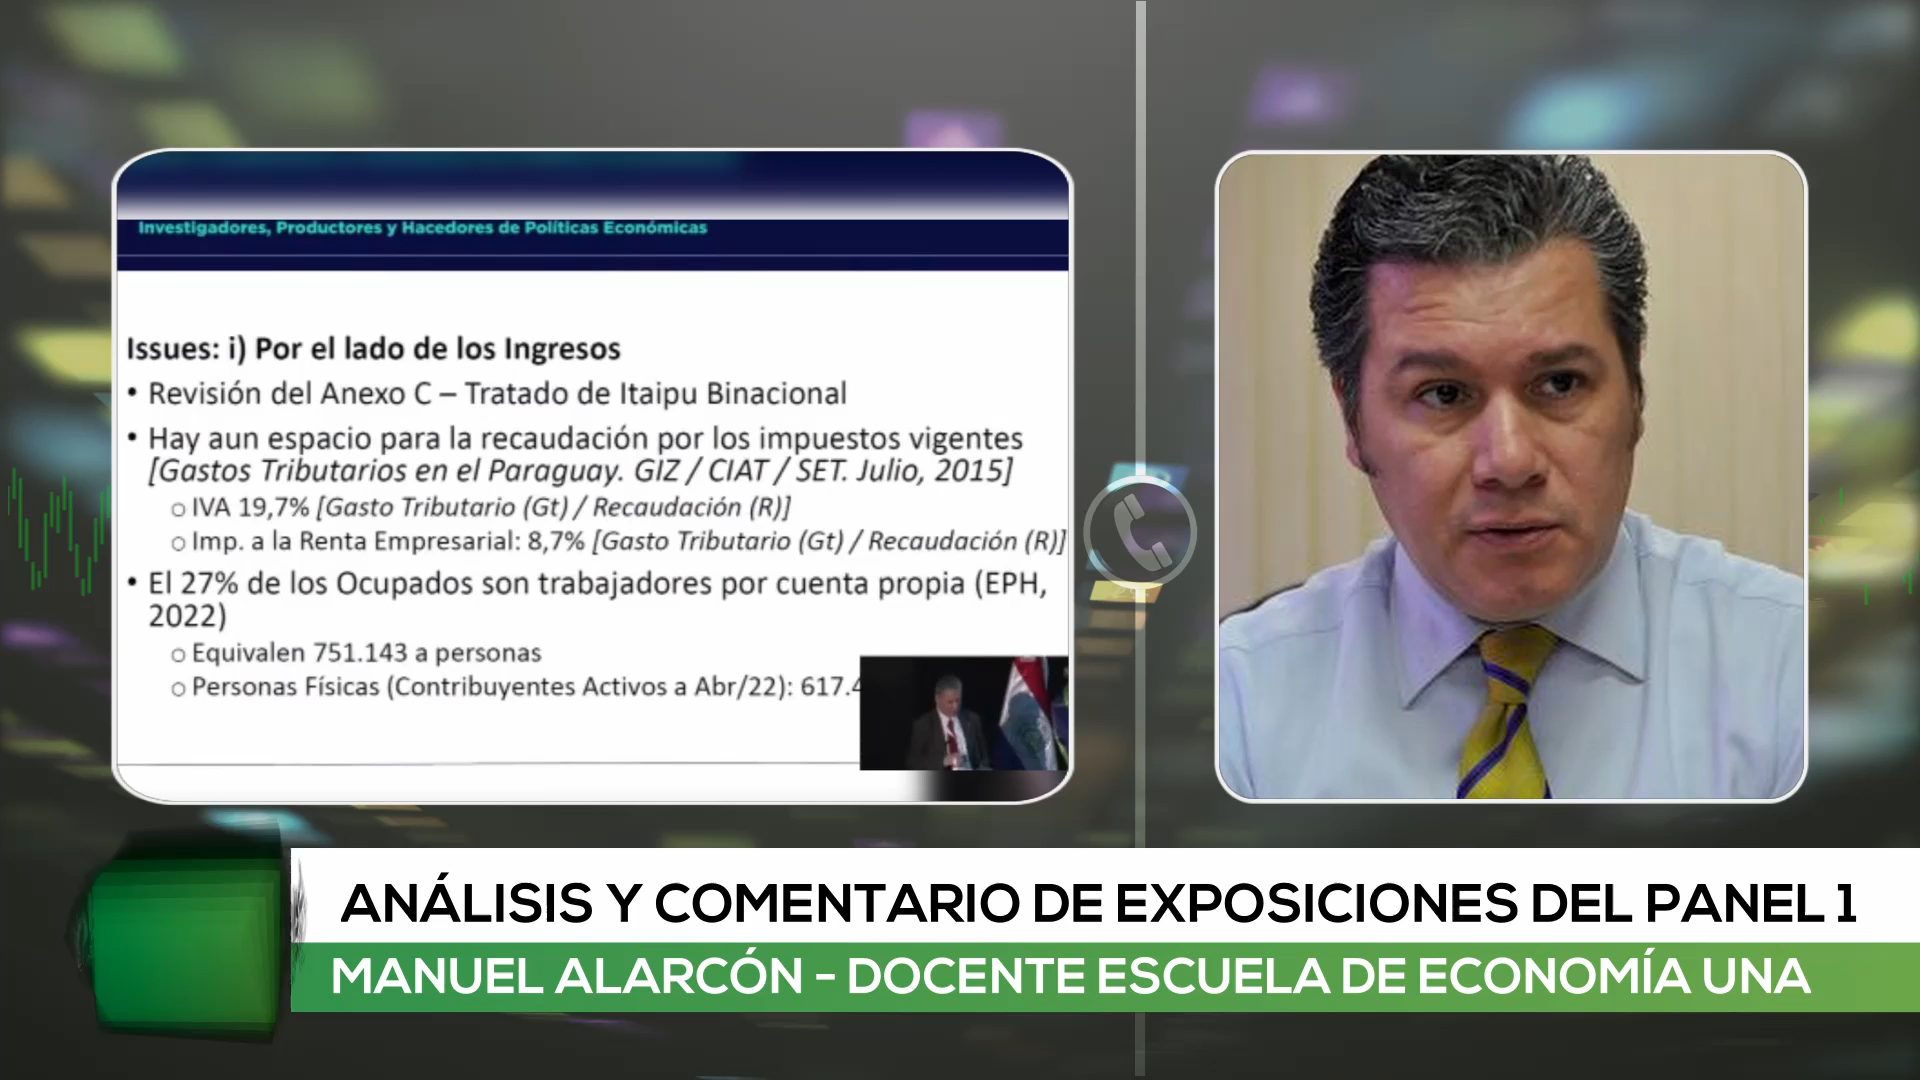 Investigadores, Productores y Hacedores de Políticas Económicas
Issues: i) Por el lado de los Ingresos
• Revisión del Anexo C – Tratado de Itaipu Binacional
• Hay aun espacio para la recaudación por los impuestos vigentes
[Gastos Tributarios en el Paraguay. GIZ / CIAT / SET. Julio, 2015]
o IVA 19,7% [Gasto Tributario (Gt) / Recaudación (R)]
o Imp. a la Renta Empresarial: 8,7% [Gasto Tributario (Gt) / Recaudación (R)]
• El 27% de los Ocupados son trabajadores por cuenta propia (EPH,
2022)
o Equivalen 751.143 a personas
o Personas Físicas (Contribuyentes Activos a Abr/22): 617.4
ANÁLISIS Y COMENTARIO DE EXPOSICIONES DEL PANEL 1
MANUEL ALARCÓN - DOCENTE ESCUELA DE ECONOMÍA UNA